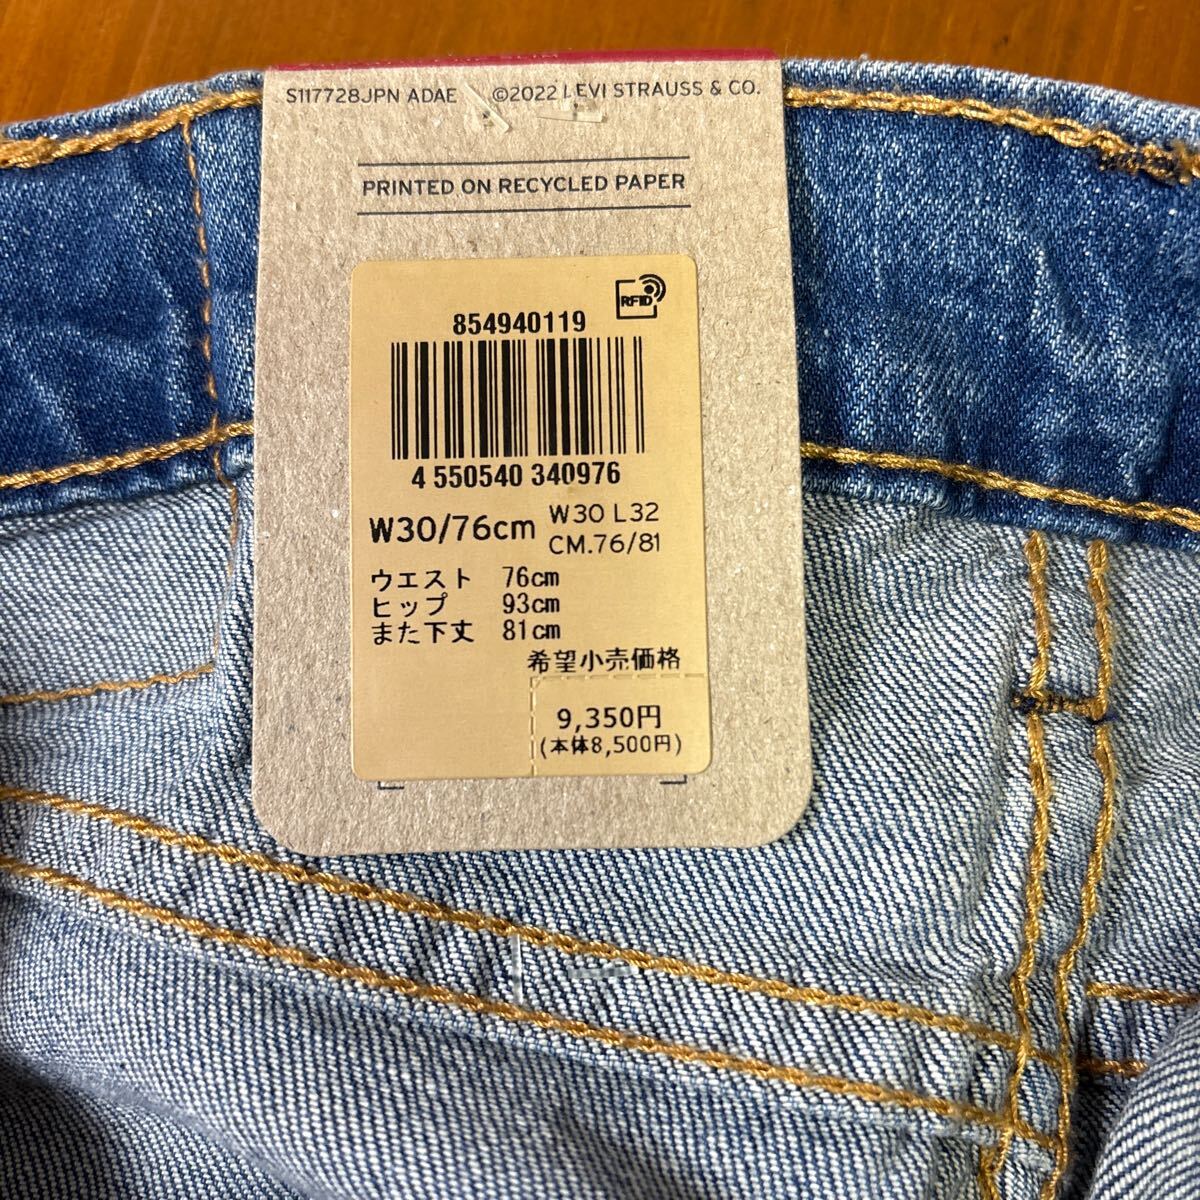 S117728JPN ADAE ©2022 LEVI STRAUSS & CO.
PRINTED ON RECYCLED PAPER
RFID
854940119
4 550540 340976
W30/76cm
W30 L32
CM.76/81
ウエスト 76cm
ヒップ 93cm
また下丈 81cm
希望小売価格
9,350円
(本体8,500円)